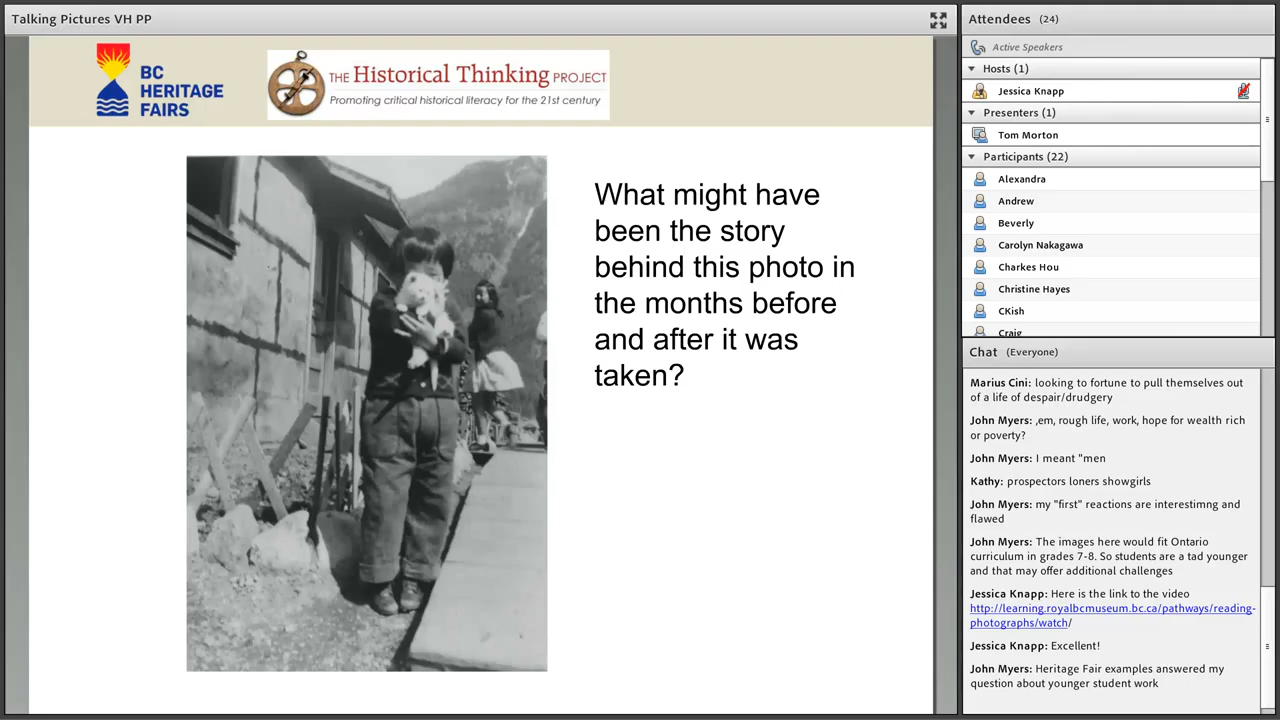 Talking Pictures VH PP
BC
HERITAGE
FAIRS
THE Historical Thinking PROJECT
Promoting critical historical literacy for the 21st century
What might have
been the story
behind this photo in
the months before
and after it was
taken?
Attendees (24)
Active Speakers
Hosts (1)
Jessica Knapp
Presenters (1)
Tom Morton
Participants (22)
Alexandra
Andrew
Beverly
Carolyn Nakagawa
Charkes Hou
Christine Hayes
CKish
Craig
Chat (Everyone)
Marius Cini: looking to fortune to pull themselves out
of a life of despair/drudgery
John Myers: ,em, rough life, work, hope for wealth rich
or poverty?
John Myers: I meant "men
Kathy: prospectors loners showgirls
John Myers: my "first" reactions are interestimng and
flawed
John Myers: The images here would fit Ontario
curriculum in grades 7-8. So students are a tad younger
and that may offer additional challenges
Jessica Knapp: Here is the link to the video
http://learning.royalbcmuseum.bc.ca/pathways/reading-
photographs/watch/
Jessica Knapp: Excellent!
John Myers: Heritage Fair examples answered my
question about younger student work